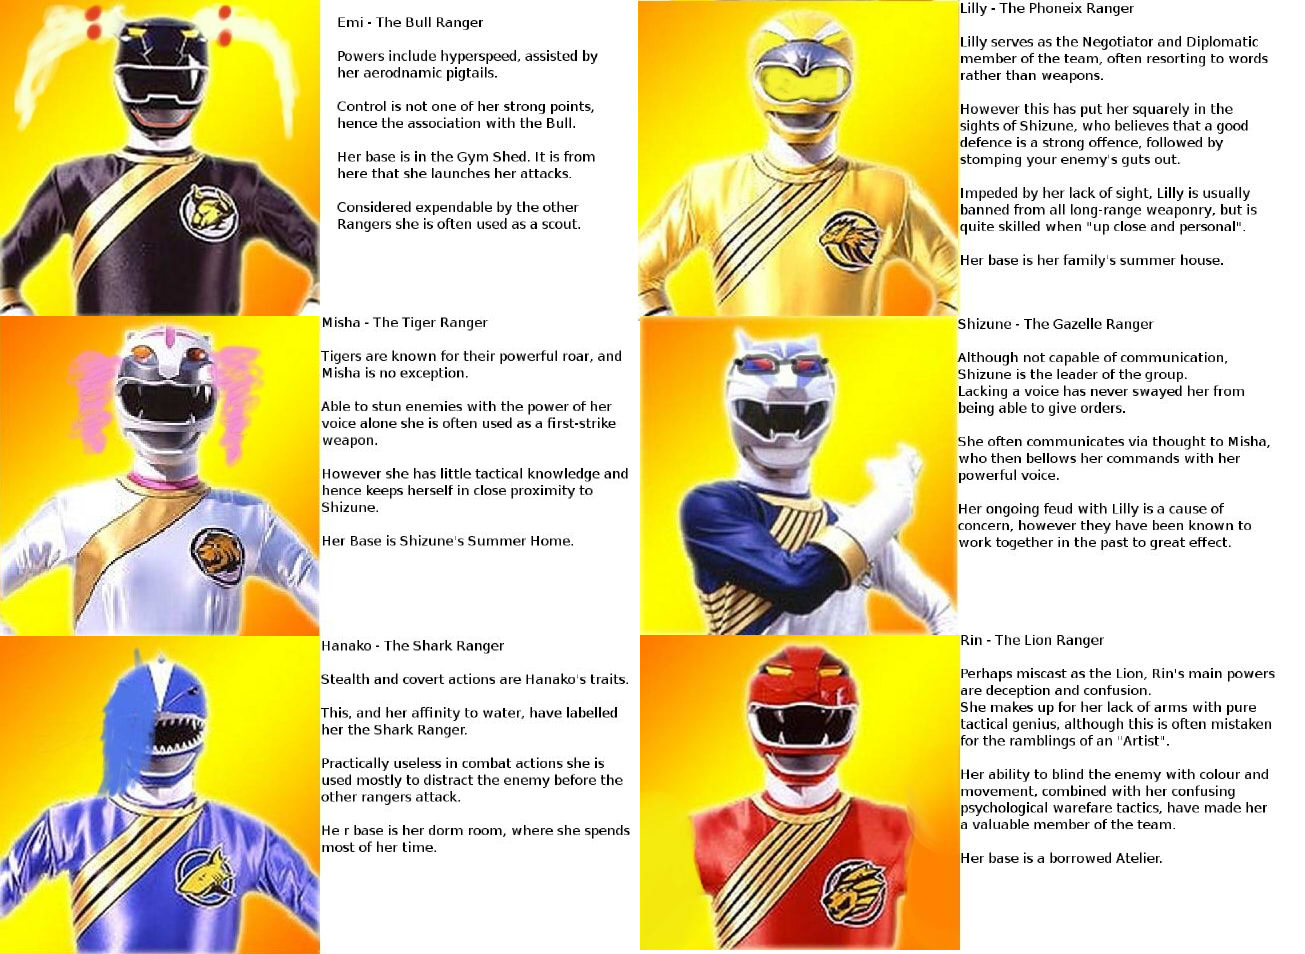 Emi - The Bull Ranger
Powers include hyperspeed, assisted by
her aerodnamic pigtails.
Control is not one of her strong points,
hence the association with the Bull.
Her base is in the Gym Shed. It is from
here that she launches her attacks.
Considered expendable by the other
Rangers she is often used as a scout.
Lilly - The Phoneix Ranger
Lilly serves as the Negotiator and Diplomatic
member of the team, often resorting to words
rather than weapons.
However this has put her squarely in the
sights of Shizune, who believes that a good
defence is a strong offence, followed by
stomping your enemy's guts out.
Impeded by her lack of sight, Lilly is usually
banned from all long-range weaponry, but is
quite skilled when "up close and personal".
Her base is her family's summer house.
Misha - The Tiger Ranger
Tigers are known for their powerful roar, and
Misha is no exception.
Able to stun enemies with the power of her
voice alone she is often used as a first-strike
weapon.
However she has little tactical knowledge and
hence keeps herself in close proximity to
Shizune.
Her Base is Shizune's Summer Home.
Shizune - The Gazelle Ranger
Although not capable of communication,
Shizune is the leader of the group.
Lacking a voice has never swayed her from
being able to give orders.
She often communicates via thought to Misha,
who then bellows her commands with her
powerful voice.
Her ongoing feud with Lilly is a cause of
concern, however they have been known to
work together in the past to great effect.
Hanako - The Shark Ranger
Stealth and covert actions are Hanako's traits.
This, and her affinity to water, have labelled
her the Shark Ranger.
Practically useless in combat actions she is
used mostly to distract the enemy before the
other rangers attack.
He r base is her dorm room, where she spends
most of her time.
Rin - The Lion Ranger
Perhaps miscast as the Lion, Rin's main powers
are deception and confusion.
She makes up for her lack of arms with pure
tactical genius, although this is often mistaken
for the ramblings of an "Artist".
Her ability to blind the enemy with colour and
movement, combined with her confusing
psychological warefare tactics, have made her
a valuable member of the team.
Her base is a borrowed Atelier.